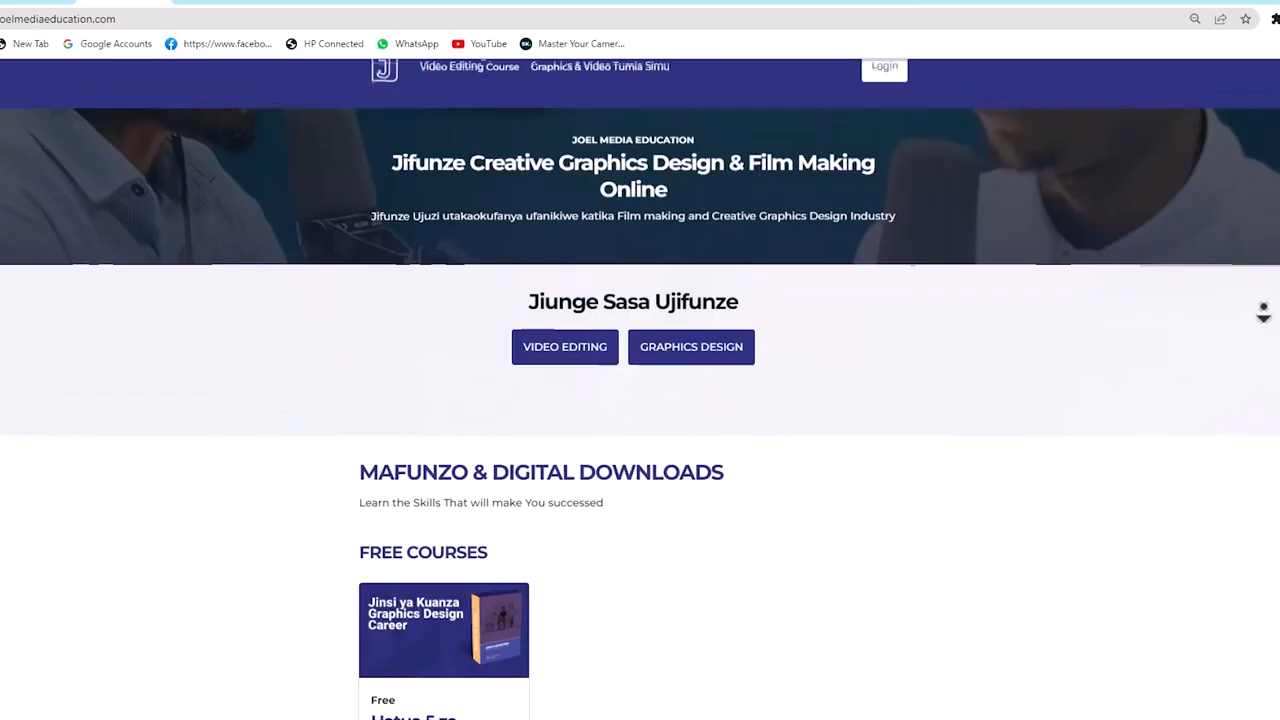 oelmediaeducation.com
New Tab Google Accounts https://www.facebo... HP Connected WhatsApp YouTube Master Your Camer...
Video Editing Course Graphics & Video Tumia Simu Login
JOEL MEDIA EDUCATION
Jifunze Creative Graphics Design & Film Making
Online
Jifunze Ujuzi utakaokufanya ufanikiwe katika Film making and Creative Graphics Design Industry
Jiunge Sasa Ujifunze
VIDEO EDITING GRAPHICS DESIGN
MAFUNZO & DIGITAL DOWNLOADS
Learn the Skills That will make You successed
FREE COURSES
Jinsi ya Kuanza
Graphics Design
Career
Free
Hatua 5 za